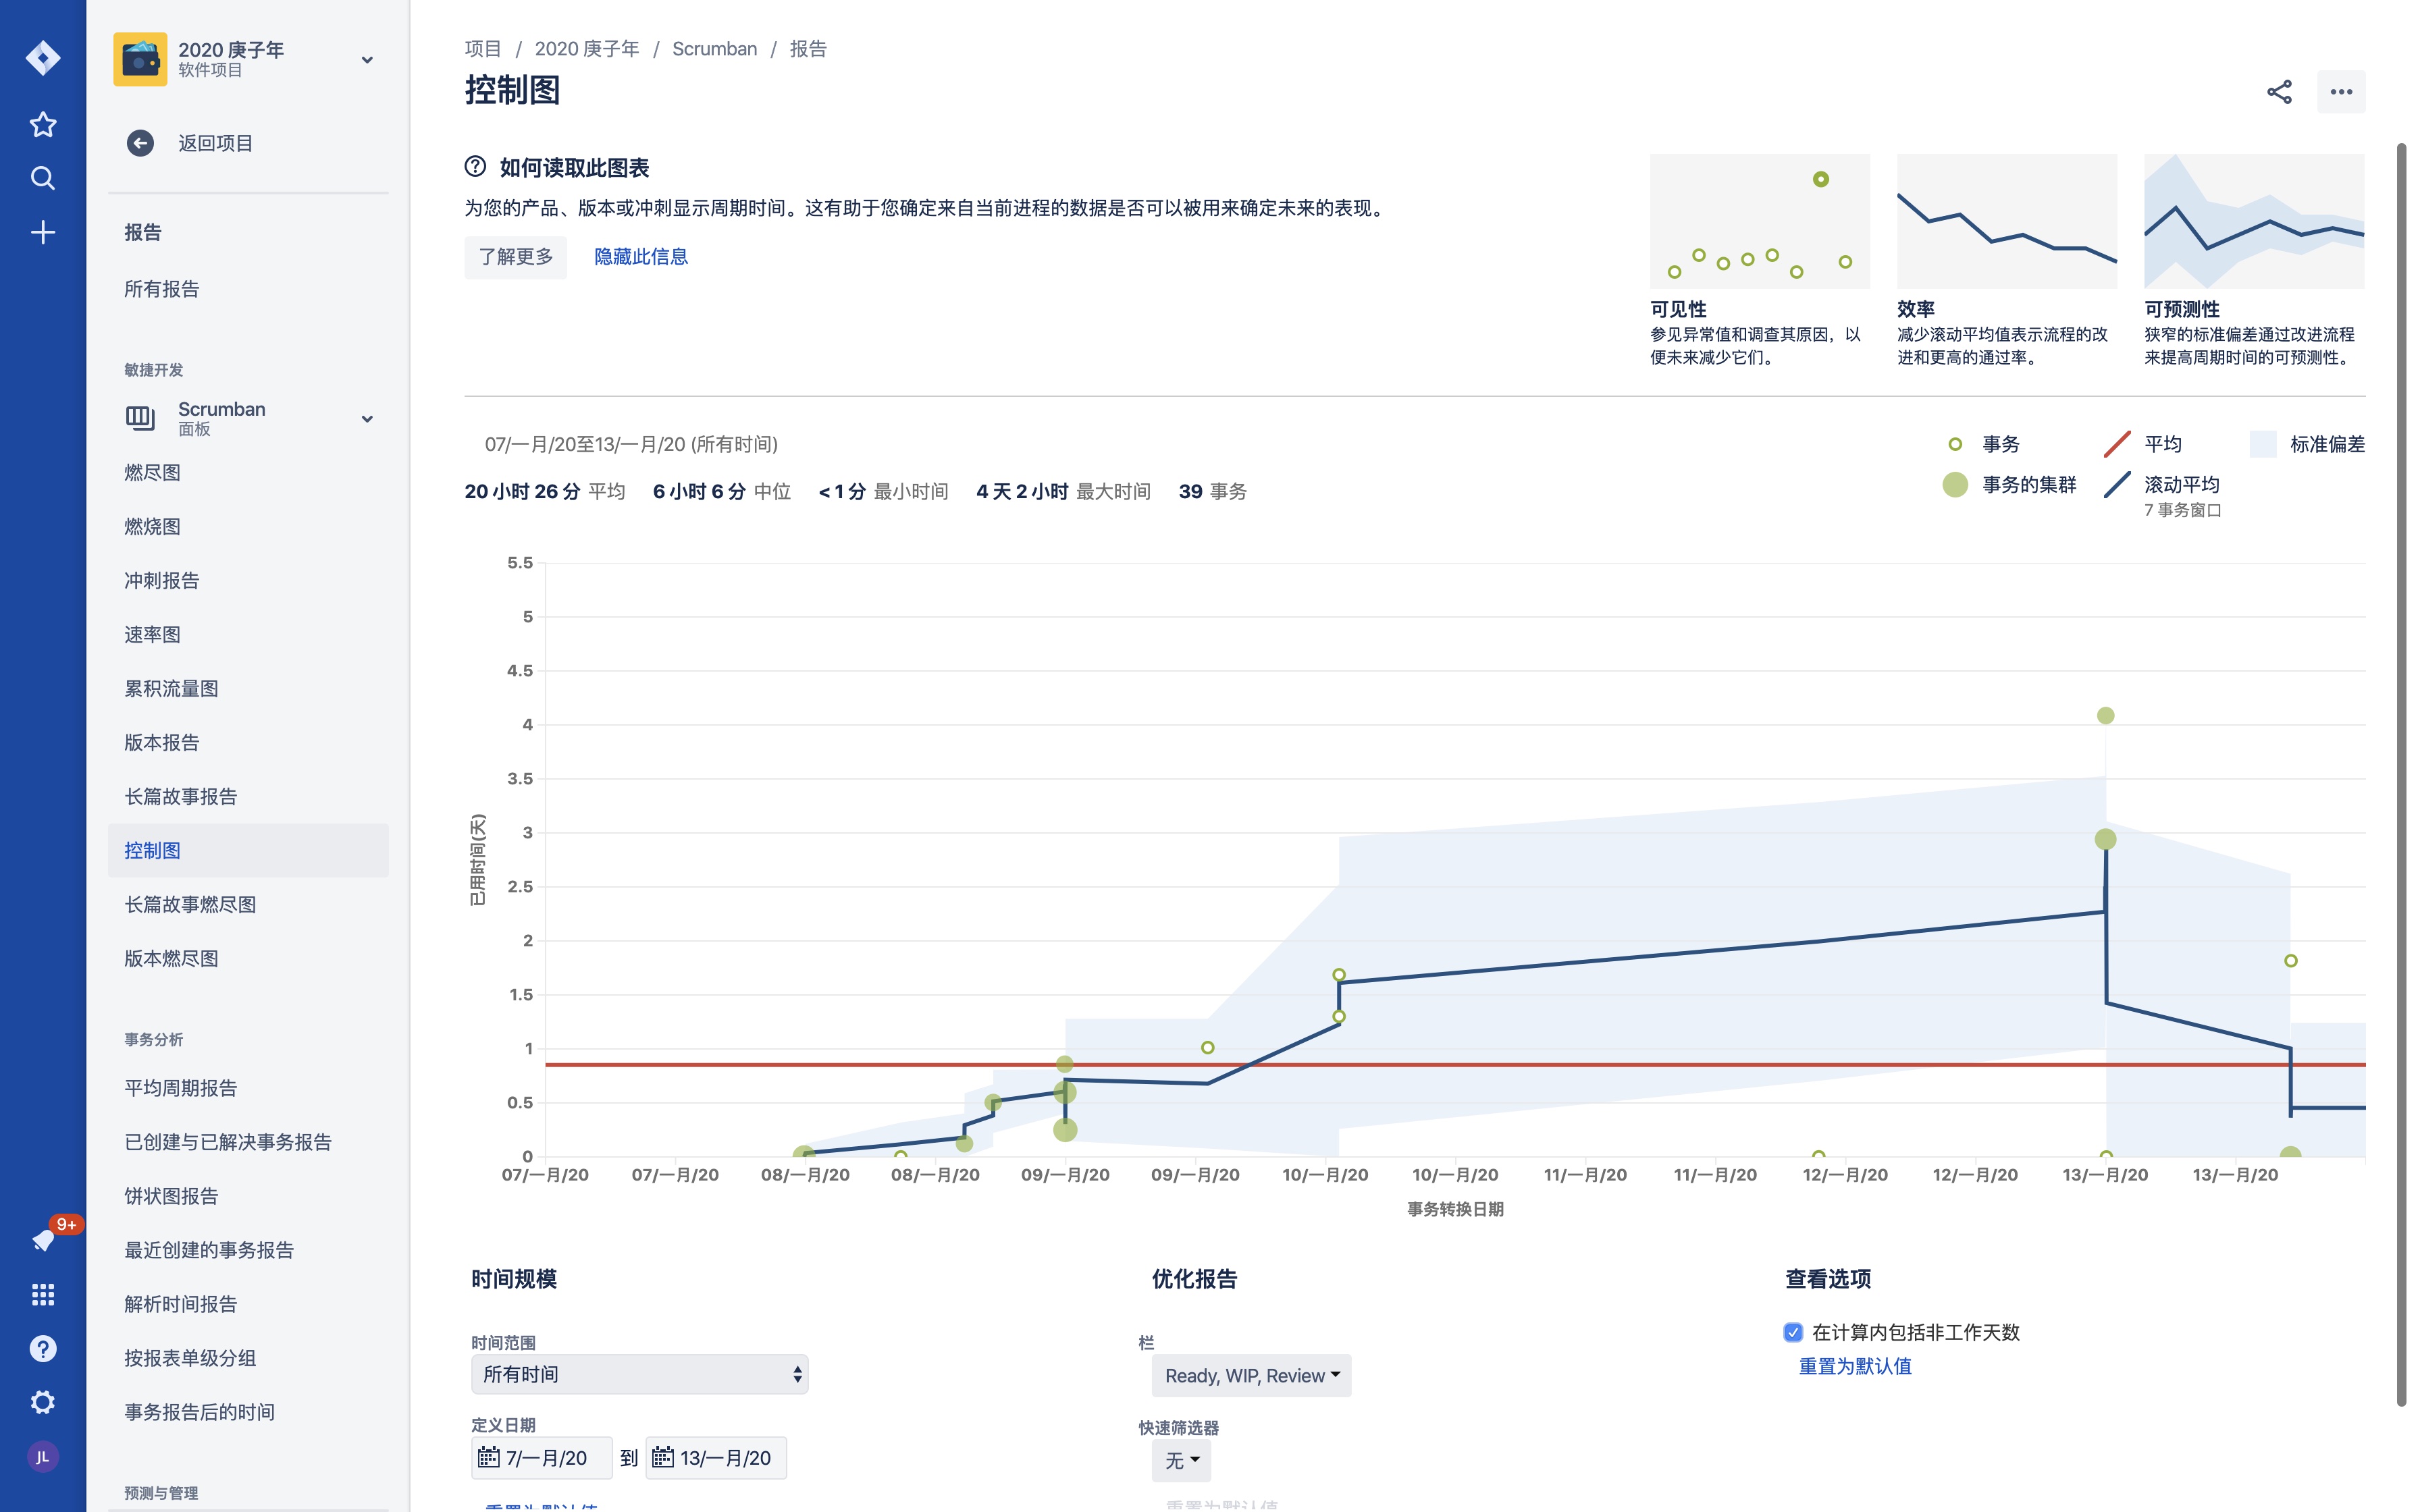 2020 庚子年
软件项目
返回项目
报告
所有报告
敏捷开发
Scrumban
面板
燃尽图
燃烧图
冲刺报告
速率图
累积流量图
版本报告
长篇故事报告
控制图
长篇故事燃尽图
版本燃尽图
事务分析
平均周期报告
已创建与已解决事务报告
饼状图报告
最近创建的事务报告
解析时间报告
按报表单级分组
事务报告后的时间
预测与管理
9+
JL
项目 / 2020 庚子年 / Scrumban / 报告
控制图
如何读取此图表
为您的产品、版本或冲刺显示周期时间。这有助于您确定来自当前进程的数据是否可以被用来确定未来的表现。
了解更多 隐藏此信息
可见性
参见异常值和调查其原因，以
便未来减少它们。
效率
减少滚动平均值表示流程的改
进和更高的通过率。
可预测性
狭窄的标准偏差通过改进流程
来提高周期时间的可预测性。
07/一月/20至13/一月/20 (所有时间)
20 小时 26 分 平均 6 小时 6 分 中位 < 1 分 最小时间 4 天 2 小时 最大时间 39 事务
事务 平均 标准偏差
事务的集群 滚动平均
7 事务窗口
5.5
5
4.5
4
3.5
3
2.5
2
1.5
1
0.5
0
已用时间(天)
07/一月/20 07/一月/20 08/一月/20 08/一月/20 09/一月/20 09/一月/20 10/一月/20 10/一月/20 11/一月/20 11/一月/20 12/一月/20 12/一月/20 13/一月/20 13/一月/20
事务转换日期
时间规模
时间范围
所有时间
定义日期
7/一月/20 到 13/一月/20
重置为默认值
优化报告
栏
Ready, WIP, Review
快速筛选器
无
重置为默认值
查看选项
在计算内包括非工作天数
重置为默认值